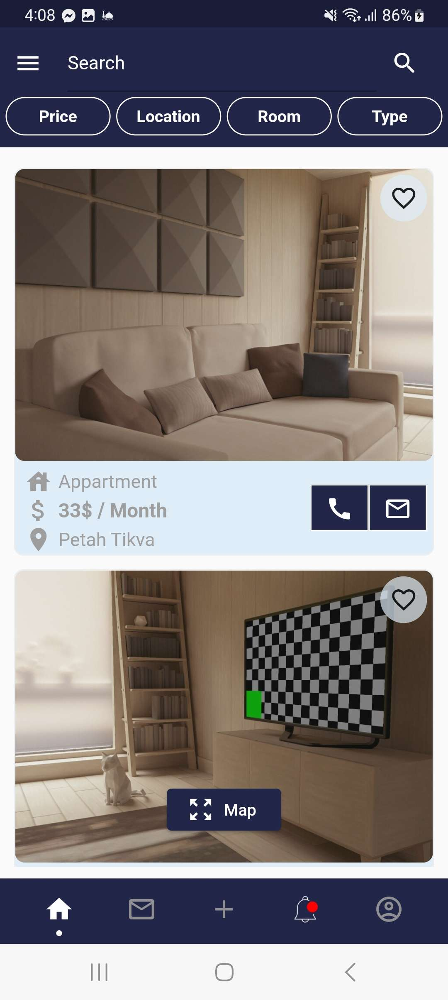 4:08
86%
Search
Price Location Room Type
Appartment
33$ / Month
Petah Tikva
Map